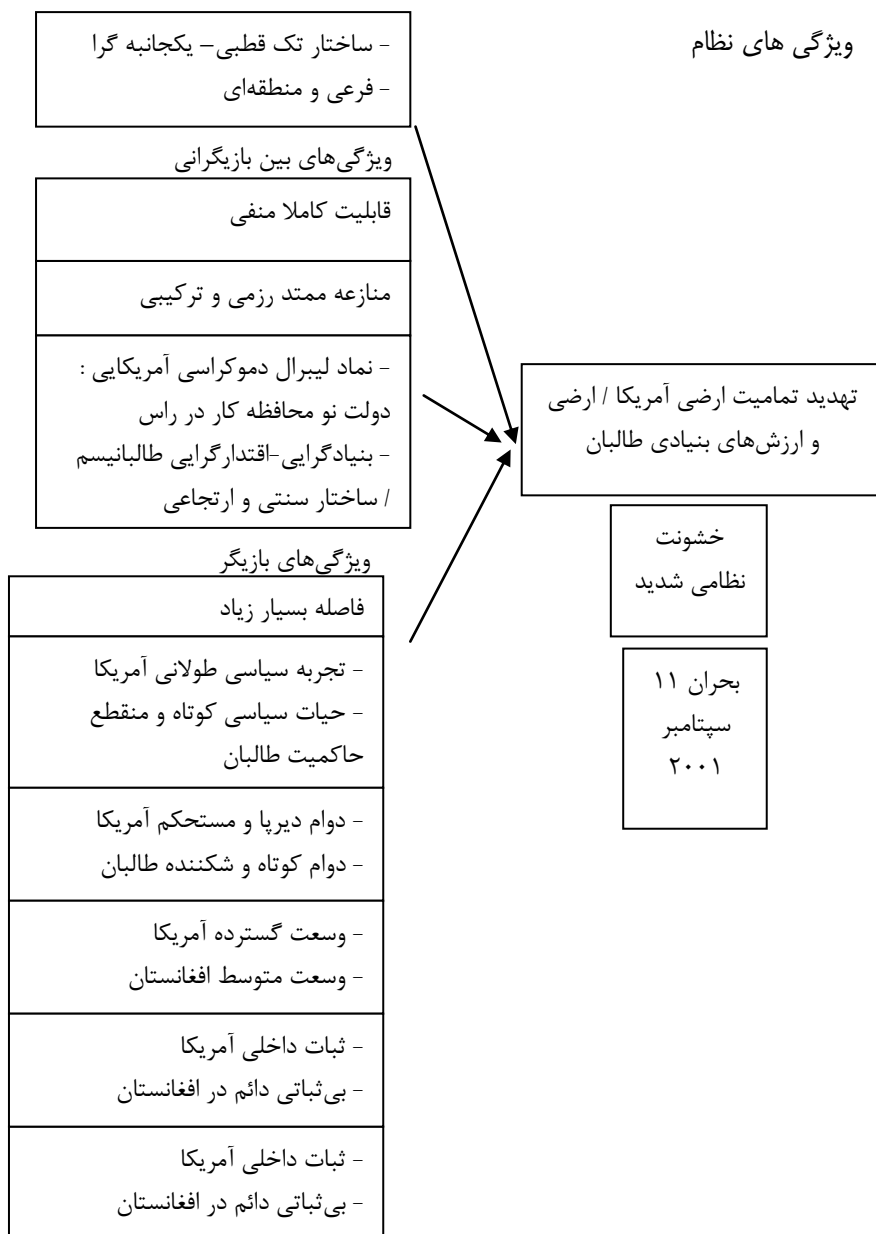 ویژگی های نظام
- ساختار تک قطبی– یکجانبه گرا
- فرعی و منطقه‌ای
ویژگی‌های بین بازیگرانی
قابلیت کاملا منفی
منازعه ممتد رزمی و ترکیبی
- نماد لیبرال دموکراسی آمریکایی :
دولت نو محافظه کار در راس
- بنیادگرایی-اقتدارگرایی طالبانیسم
/ ساختار سنتی و ارتجاعی
ویژگی‌های بازیگر
فاصله بسیار زیاد
- تجربه سیاسی طولانی آمریکا
- حیات سیاسی کوتاه و منقطع
حاکمیت طالبان
- دوام دیرپا و مستحکم آمریکا
- دوام کوتاه و شکننده طالبان
- وسعت گسترده آمریکا
- وسعت متوسط افغانستان
- ثبات داخلی آمریکا
- بی‌ثباتی دائم در افغانستان
- ثبات داخلی آمریکا
- بی‌ثباتی دائم در افغانستان
تهدید تمامیت ارضی آمریکا / ارضی
و ارزش‌های بنیادی طالبان
خشونت
نظامی شدید
بحران ۱۱
سپتامبر
۲۰۰۱